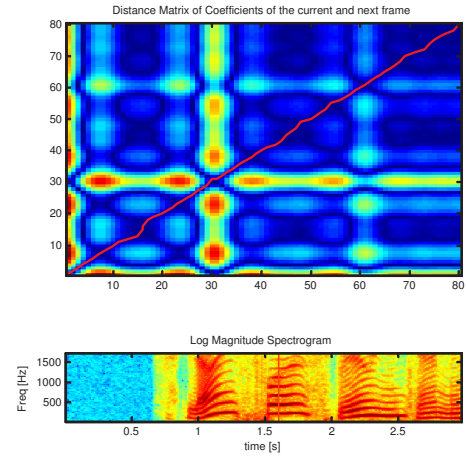 Distance Matrix of Coefficients of the current and next frame
80
70
60
50
40
30
20
10
10 20 30 40 50 60 70 80
Log Magnitude Spectrogram
Freq [Hz]
1500
1000
500
0.5 1 1.5 2 2.5
time [s]